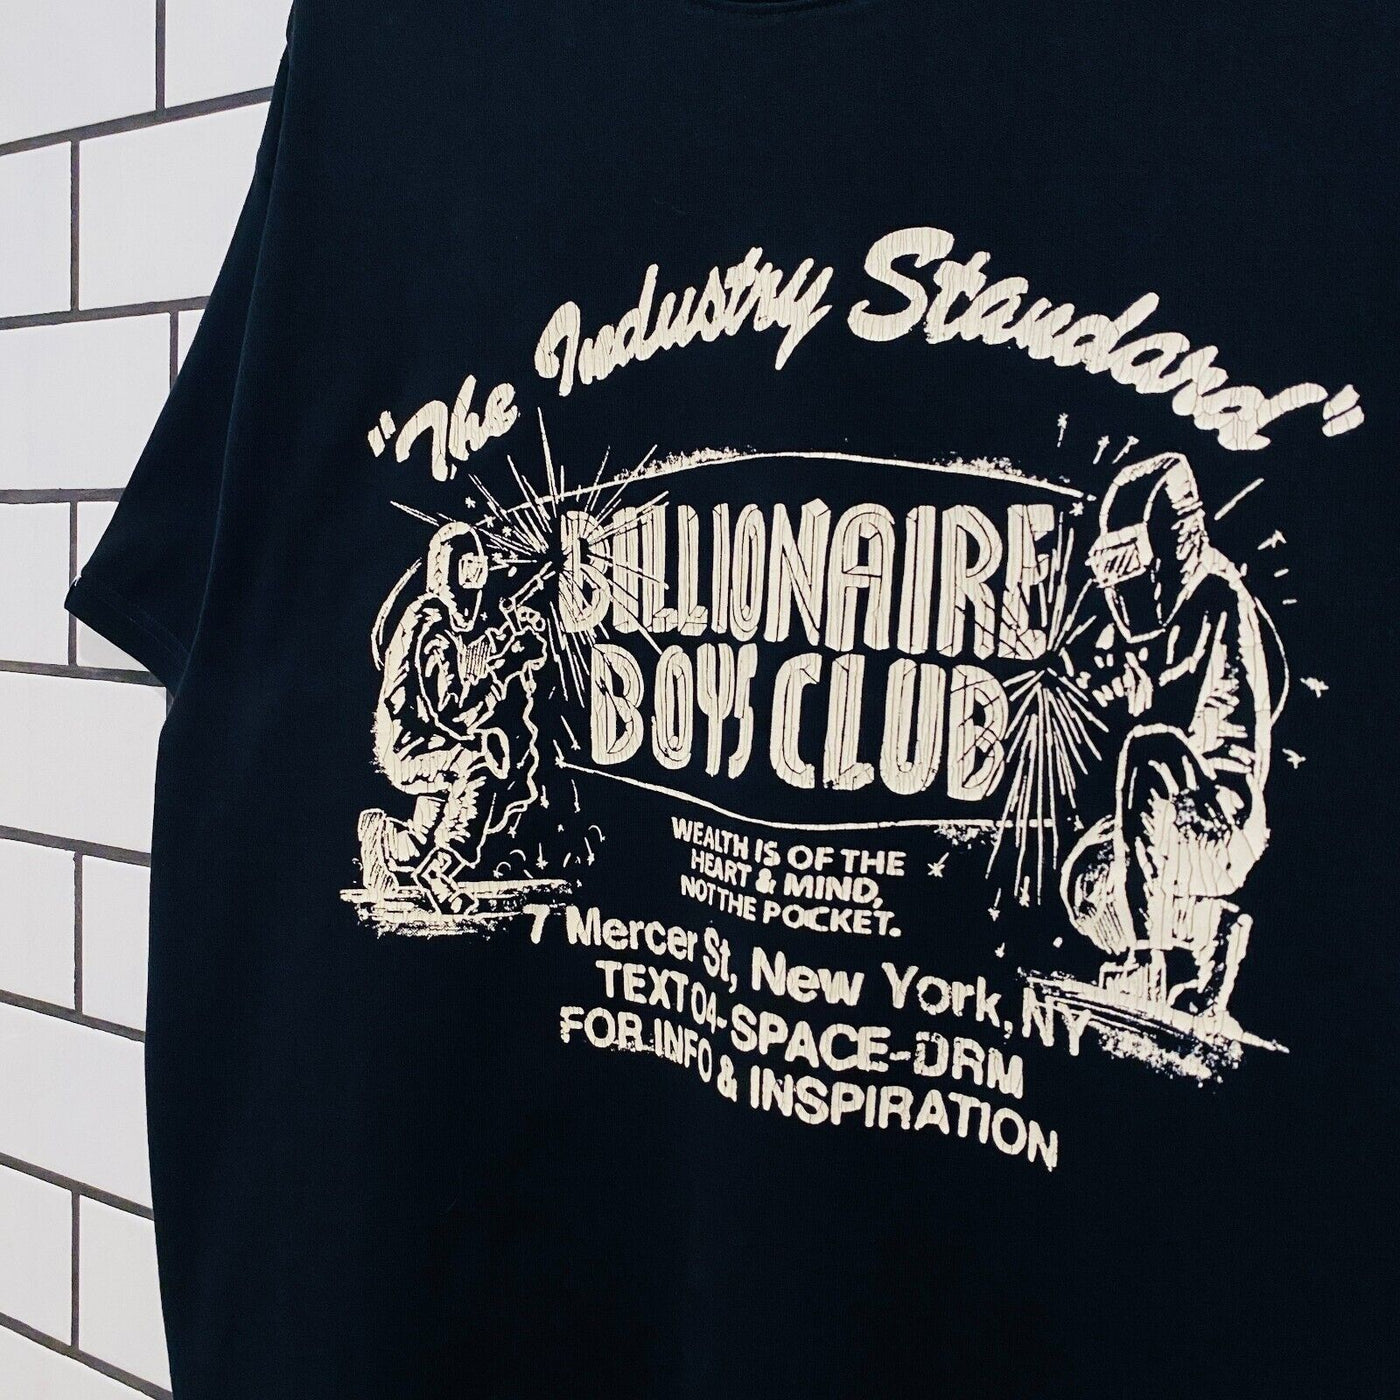 "The Industry Standard"
BILLIONAIRE
BOYS CLUB
WEALTH IS OF THE
HEART & MIND,
NOT THE POCKET.
7 Mercer St, New York, NY
TEXT 04-SPACE-DRM
FOR INFO & INSPIRATION